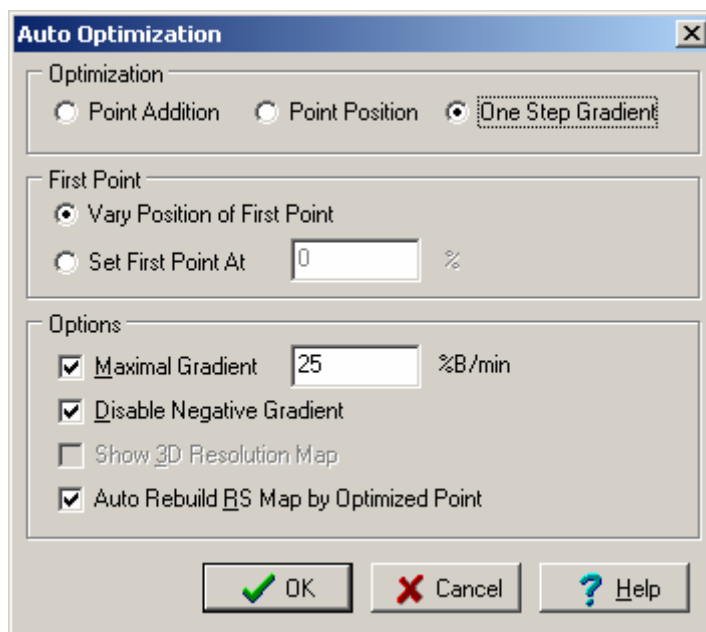 Auto Optimization
Optimization
Point Addition Point Position One Step Gradient
First Point
Vary Position of First Point
Set First Point At 0 %
Options
Maximal Gradient 25 %B/min
Disable Negative Gradient
Show 3D Resolution Map
Auto Rebuild RS Map by Optimized Point
OK Cancel ? Help